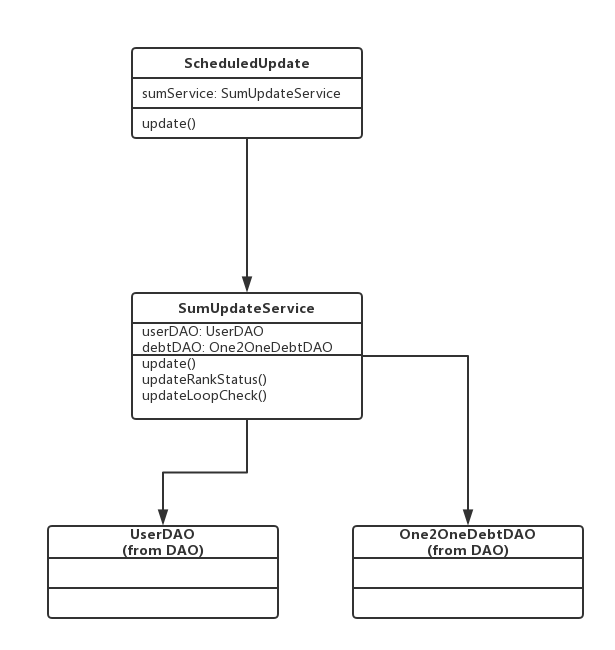 ScheduledUpdate
sumService: SumUpdateService
update()
SumUpdateService
userDAO: UserDAO
debtDAO: One2OneDebtDAO
update()
updateRankStatus()
updateLoopCheck()
UserDAO
(from DAO)
One2OneDebtDAO
(from DAO)